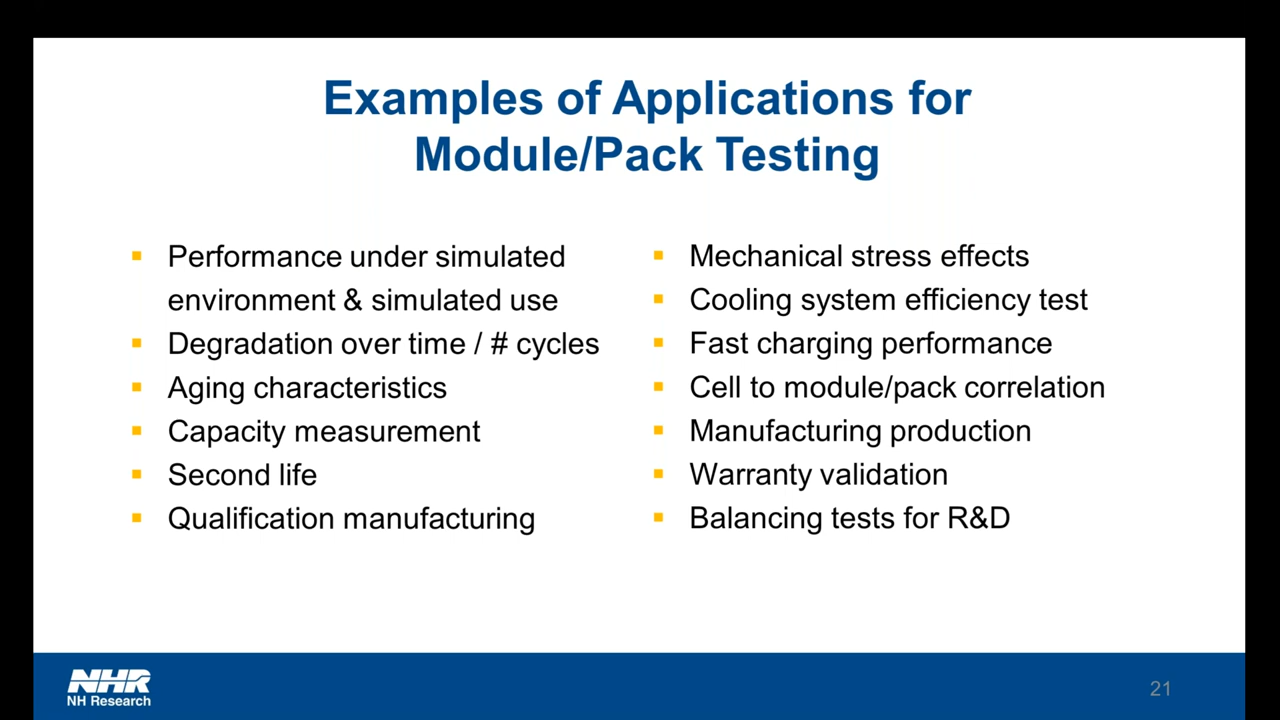 Examples of Applications for
Module/Pack Testing
Performance under simulated
environment & simulated use
Degradation over time / # cycles
Aging characteristics
Capacity measurement
Second life
Qualification manufacturing
Mechanical stress effects
Cooling system efficiency test
Fast charging performance
Cell to module/pack correlation
Manufacturing production
Warranty validation
Balancing tests for R&D
NHR
NH Research
21